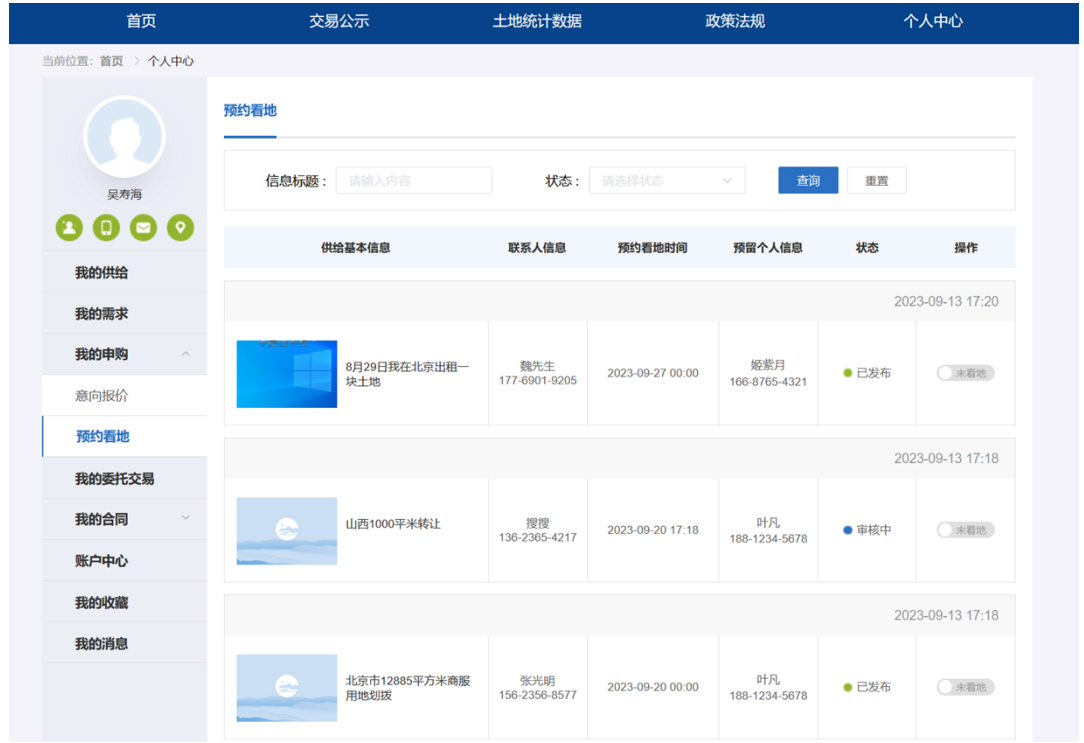 首页 交易公示 土地统计数据 政策法规 个人中心
当前位置: 首页 > 个人中心
吴寿海
我的供给
我的需求
我的申购
意向报价
预约看地
我的委托交易
我的合同
账户中心
我的收藏
我的消息
预约看地
信息标题: 请输入内容 状态: 请选择状态 查询 重置
供给基本信息 联系人信息 预约看地时间 预留个人信息 状态 操作
2023-09-13 17:20
8月29日我在北京出租一
块土地
魏先生
177-6901-9205
2023-09-27 00:00
姬紫月
166-8765-4321
已发布
未看地
2023-09-13 17:18
山西1000平米转让
搜搜
136-2365-4217
2023-09-20 17:18
叶凡
188-1234-5678
审核中
未看地
2023-09-13 17:18
北京市12885平方米商服
用地划拨
张光明
156-2356-8577
2023-09-20 00:00
叶凡
188-1234-5678
已发布
未看地